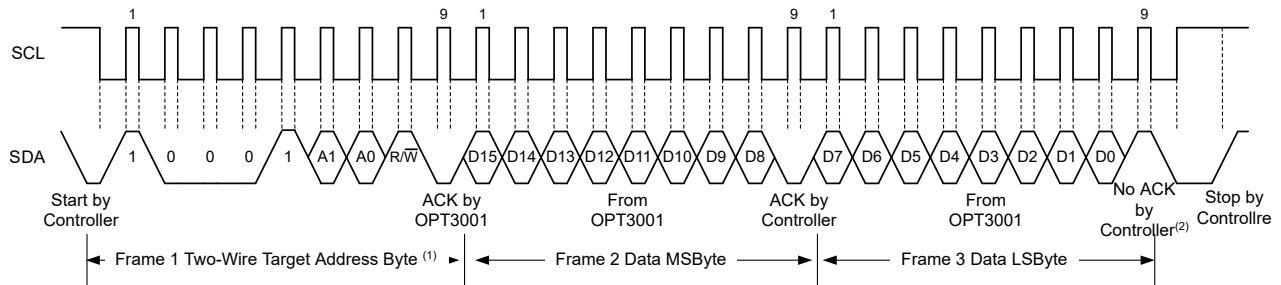 1 9 1 9 1 9
SCL
SDA
1 0 0 0 1 A1 A0 R/W̅ D15 D14 D13 D12 D11 D10 D9 D8 D7 D6 D5 D4 D3 D2 D1 D0
Start by
Controller
ACK by
OPT3001
From
OPT3001
ACK by
Controller
From
OPT3001
No ACK
by
Controller(2)
Stop by
Controllre
Frame 1 Two-Wire Target Address Byte (1)
Frame 2 Data MSByte
Frame 3 Data LSByte